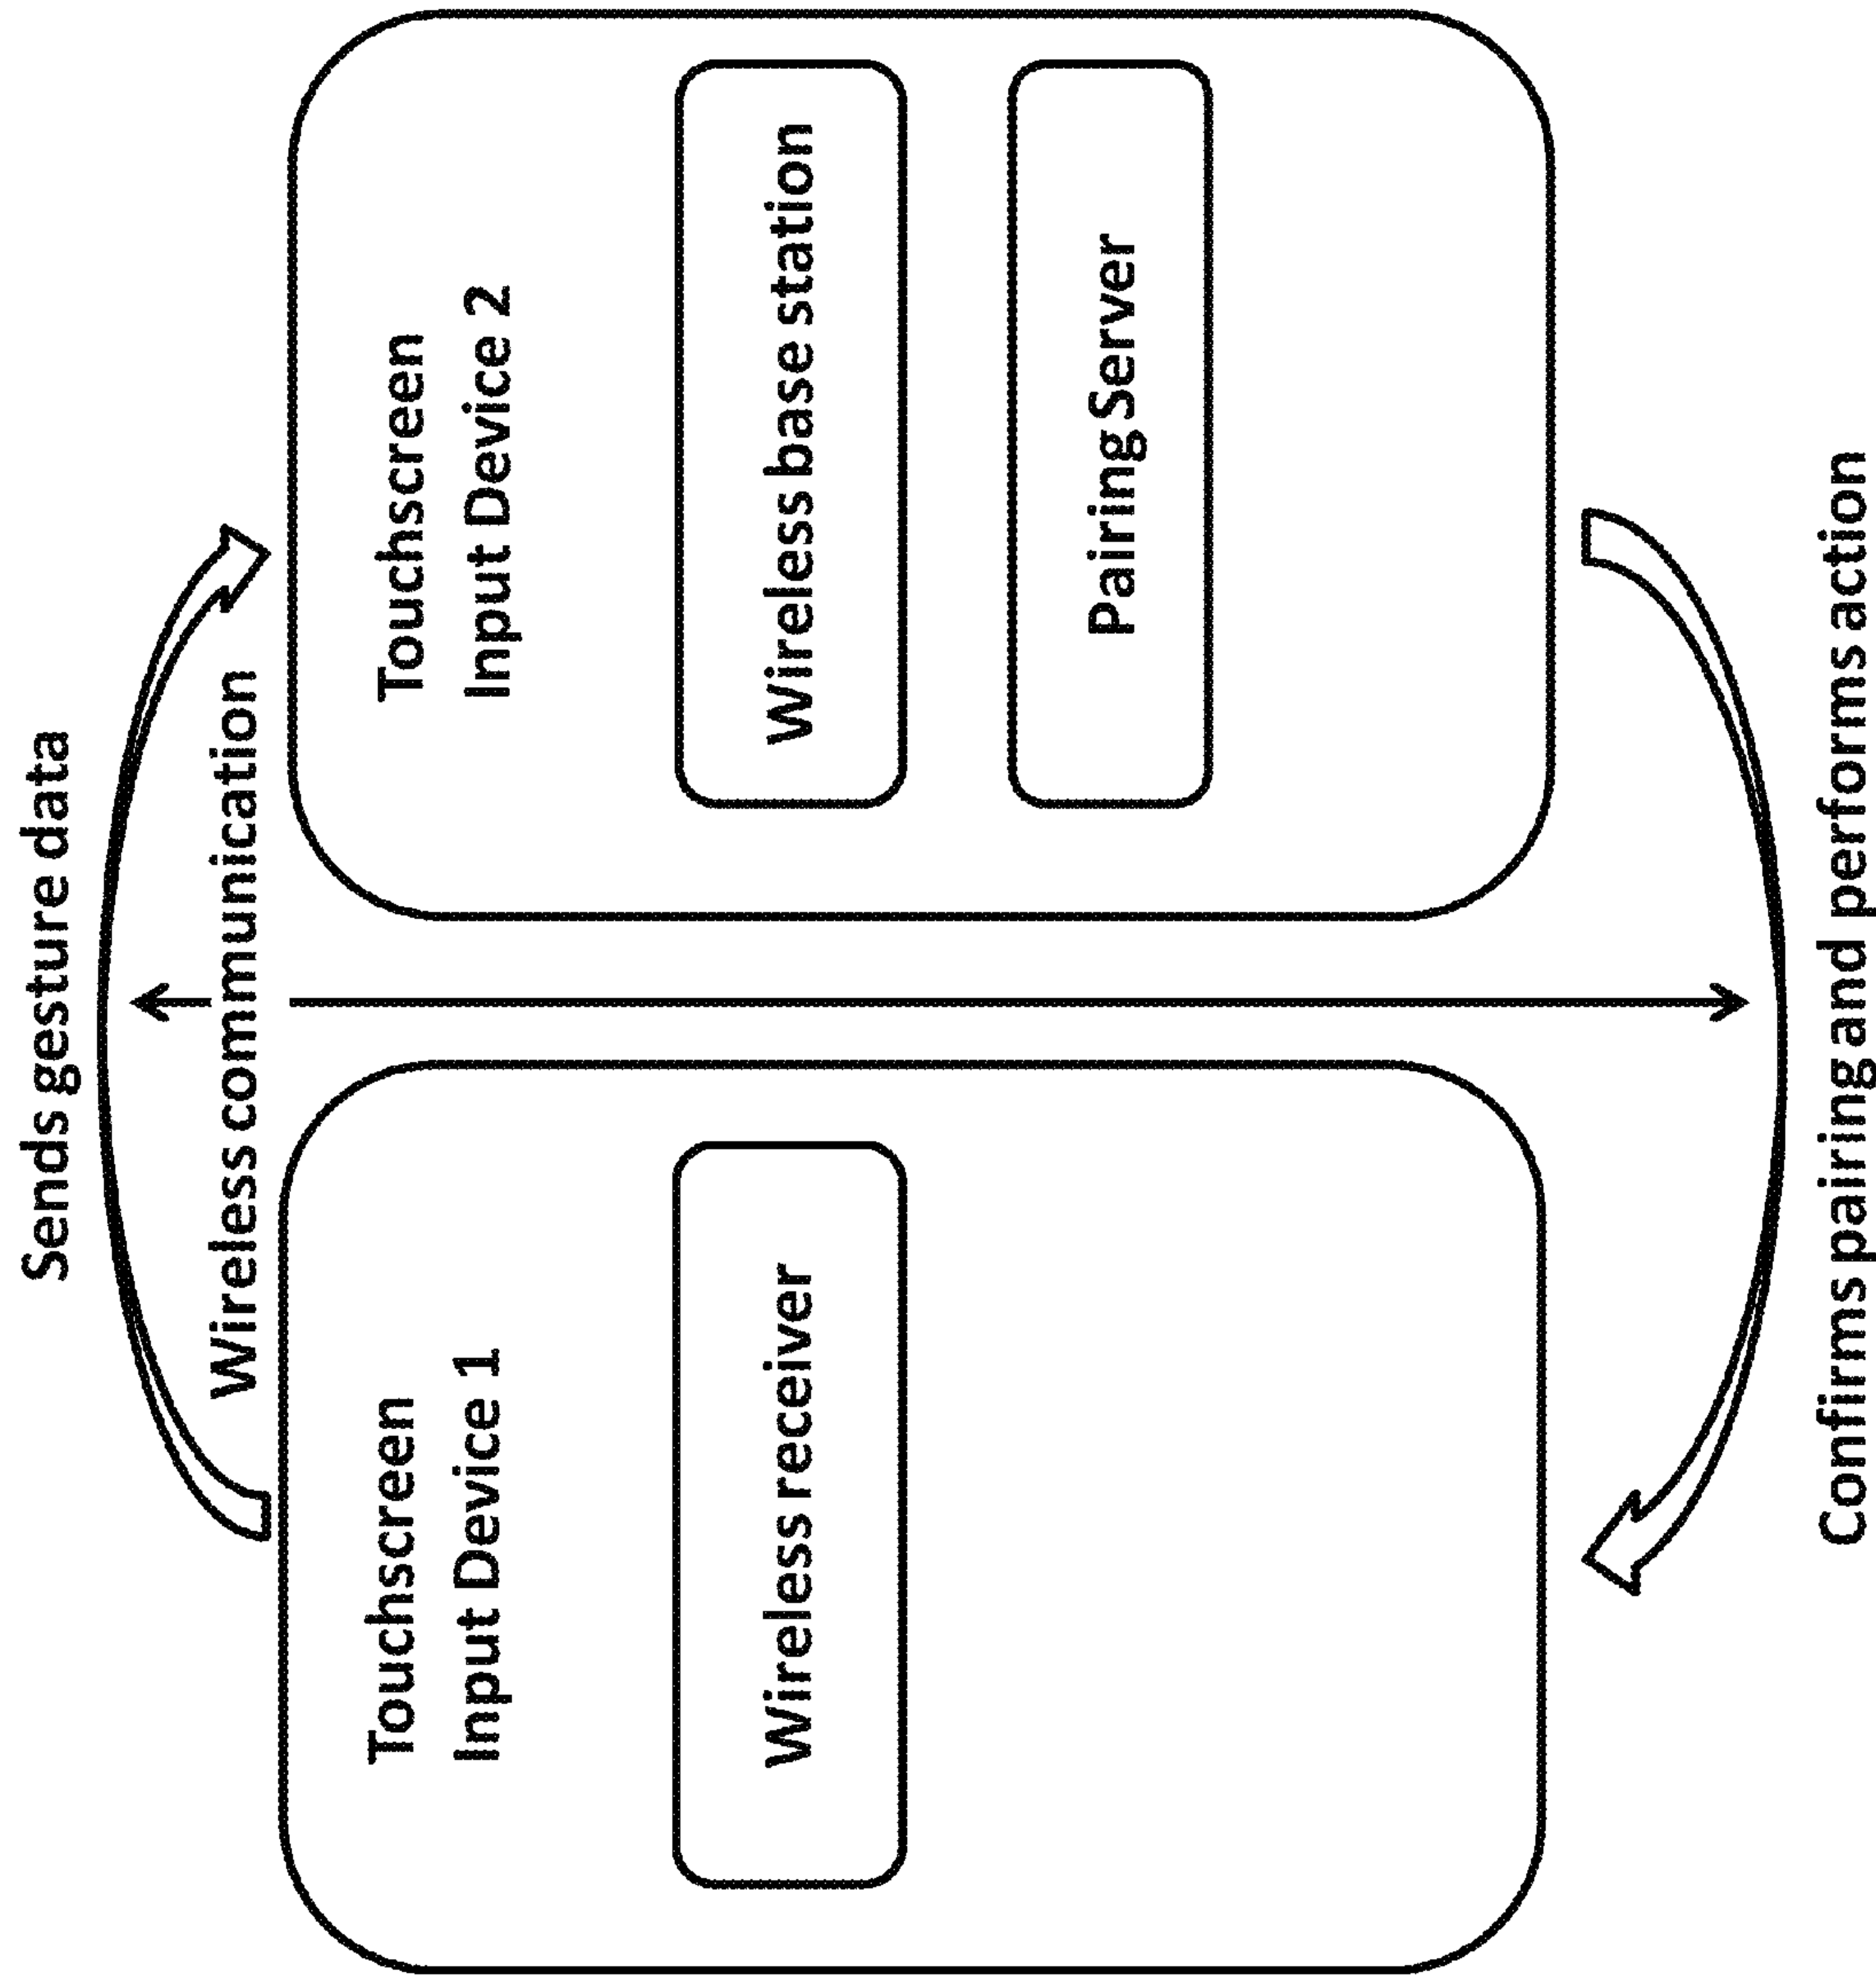 Sends gesture data
Wireless communication
Touchscreen
Input Device 1
Wireless receiver
Touchscreen
Input Device 2
Wireless base station
Pairing Server
Confirms pairing and performs action